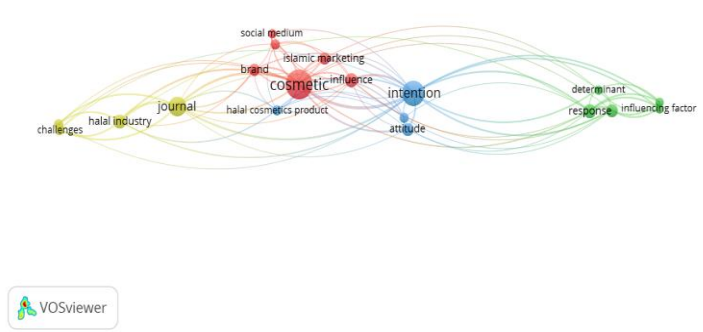 social medium
islamic marketing
brand
cosmetic
influence
intention
determinant
journal
halal cosmetics product
response
influencing factor
halal industry
challenges
attitude
VOSviewer